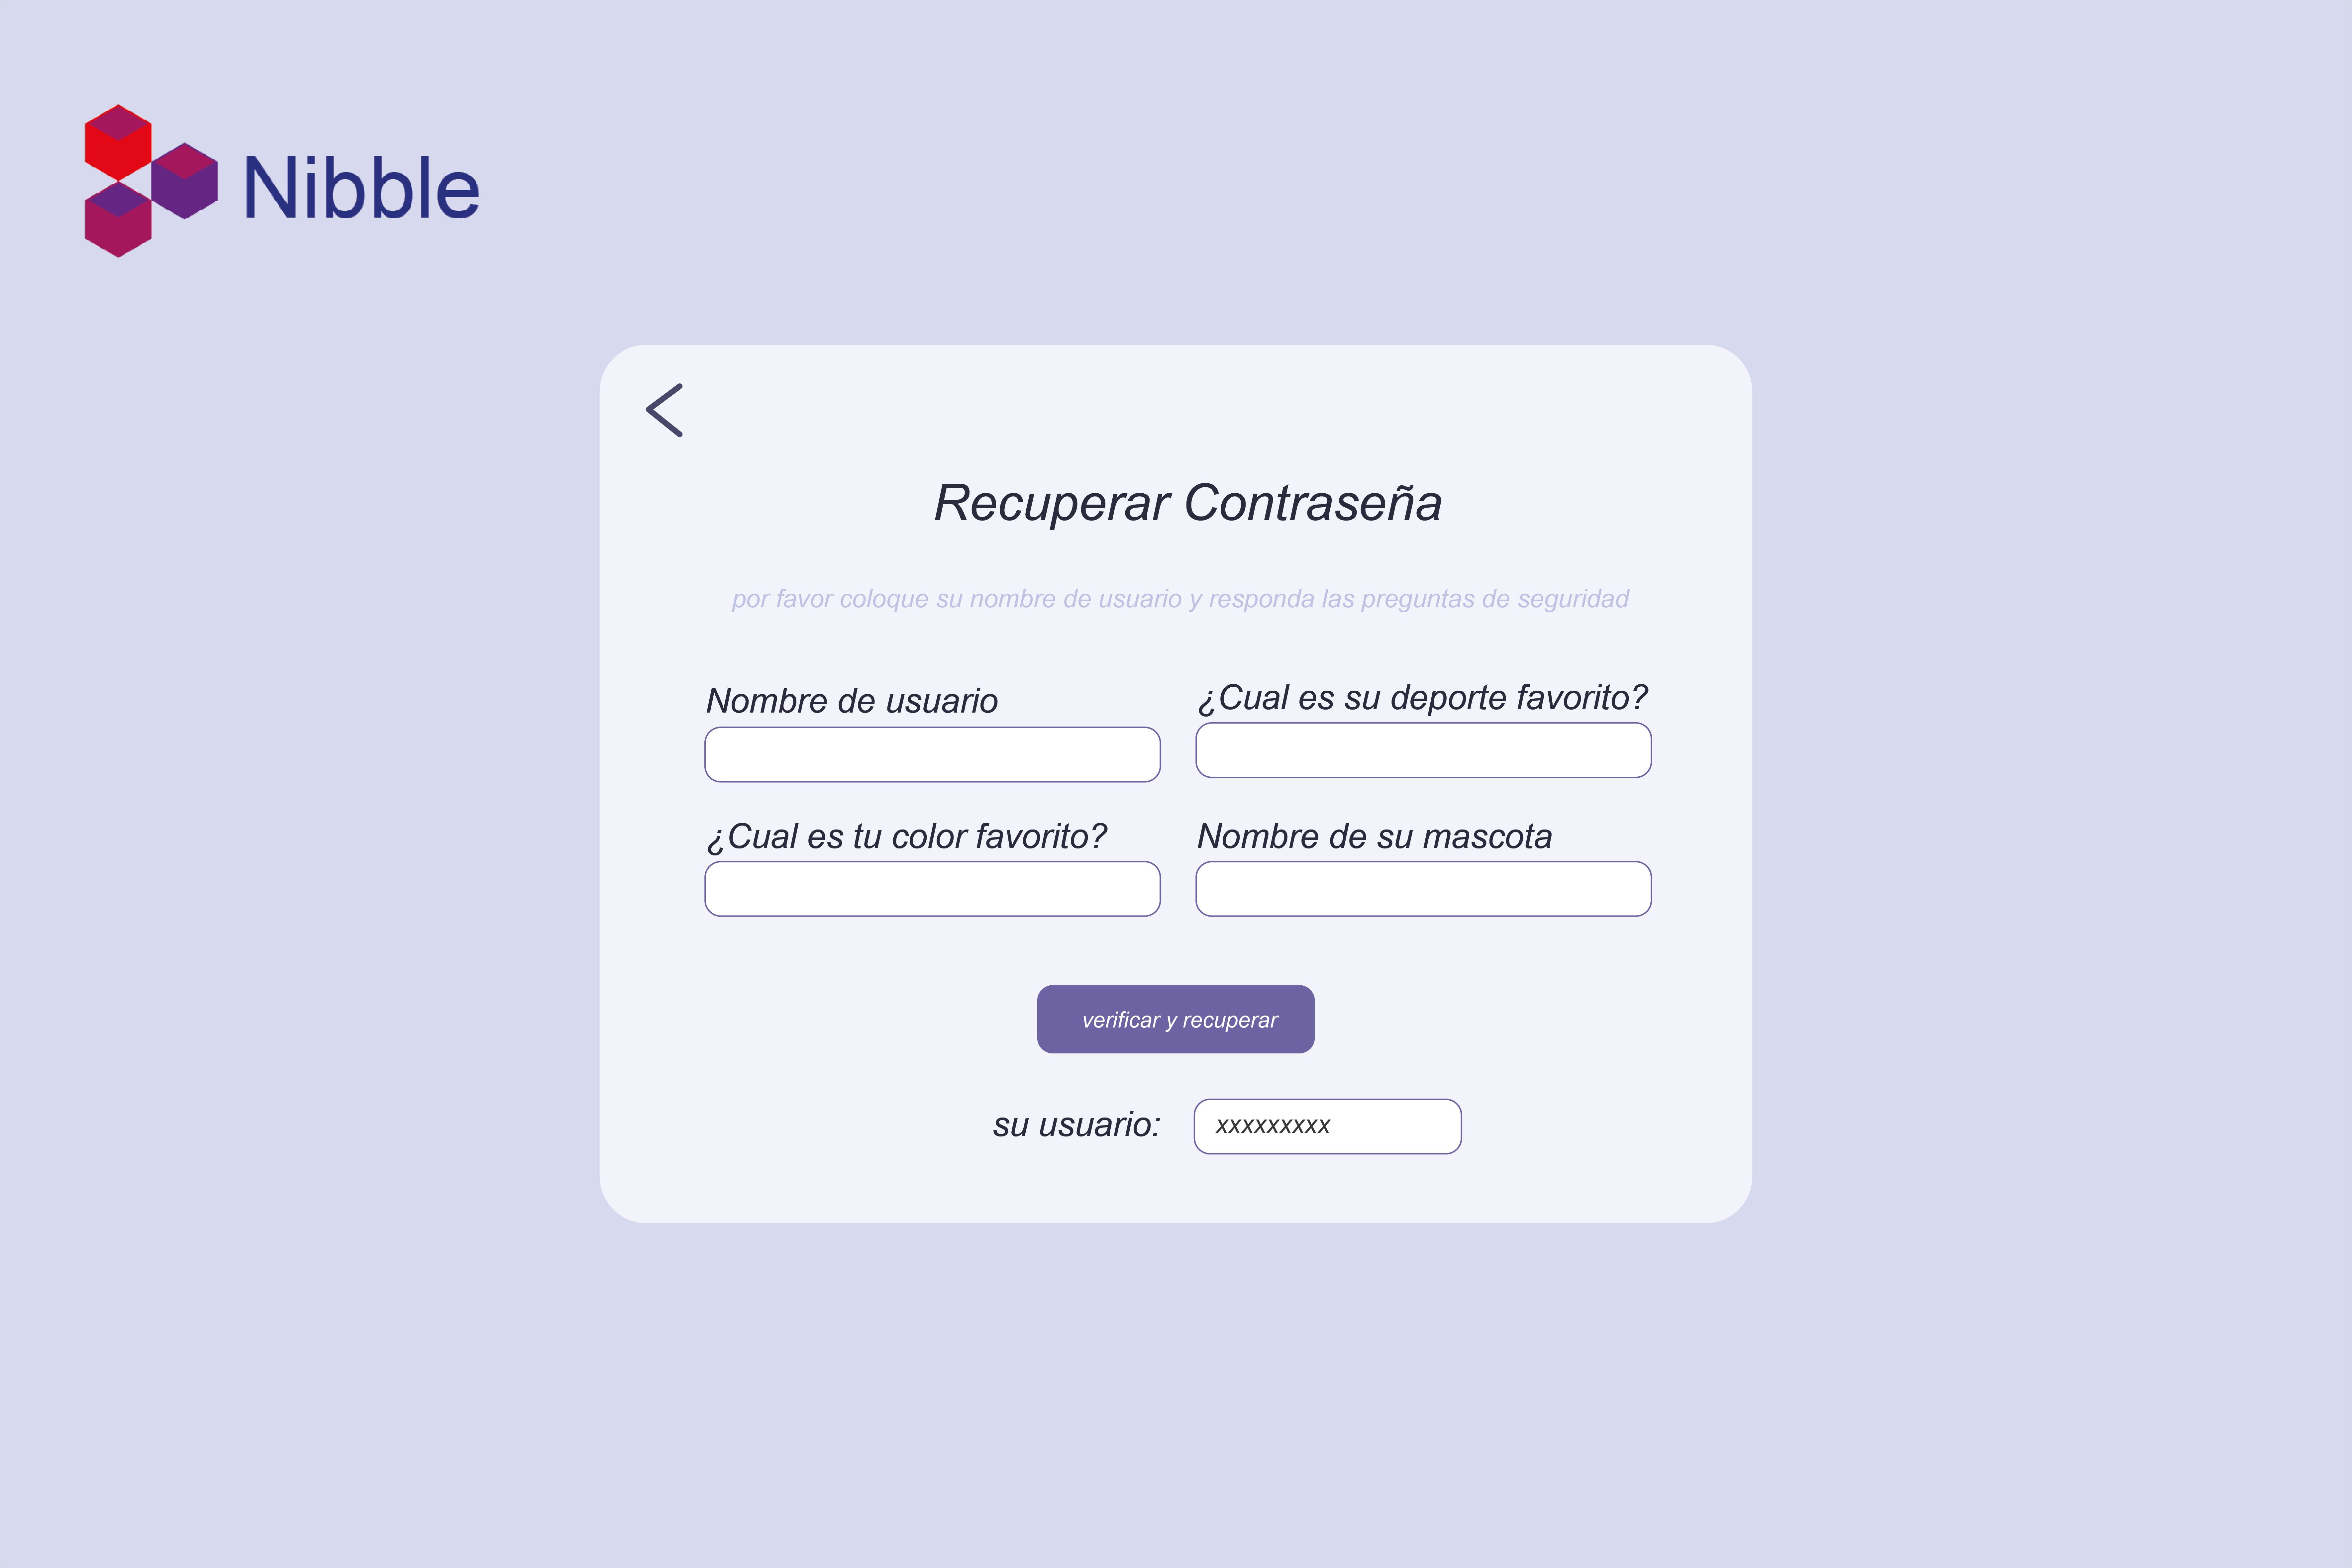 Nibble
Recuperar Contraseña
por favor coloque su nombre de usuario y responda las preguntas de seguridad
Nombre de usuario
¿Cual es su deporte favorito?
¿Cual es tu color favorito?
Nombre de su mascota
verificar y recuperar
su usuario:
xxxxxxxxx